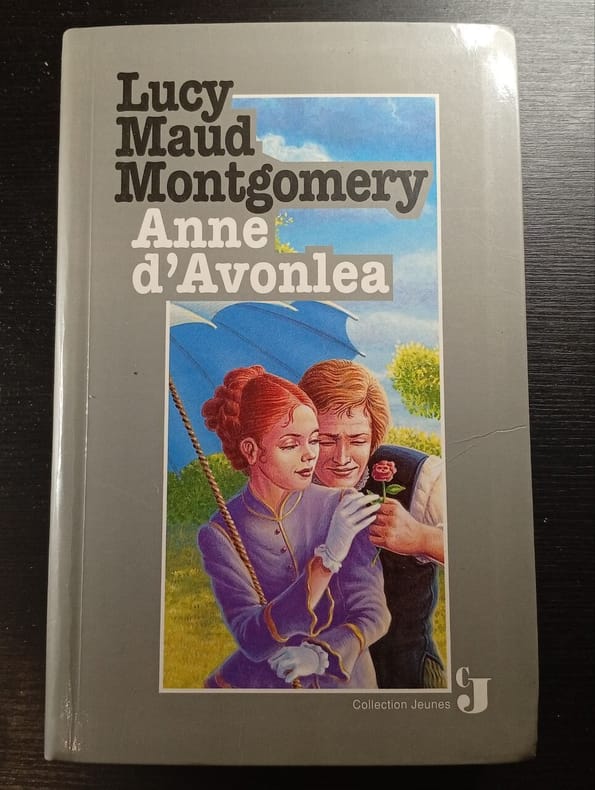 Lucy
Maud
Montgomery
Anne
d'Avonlea
CJ
Collection Jeunes